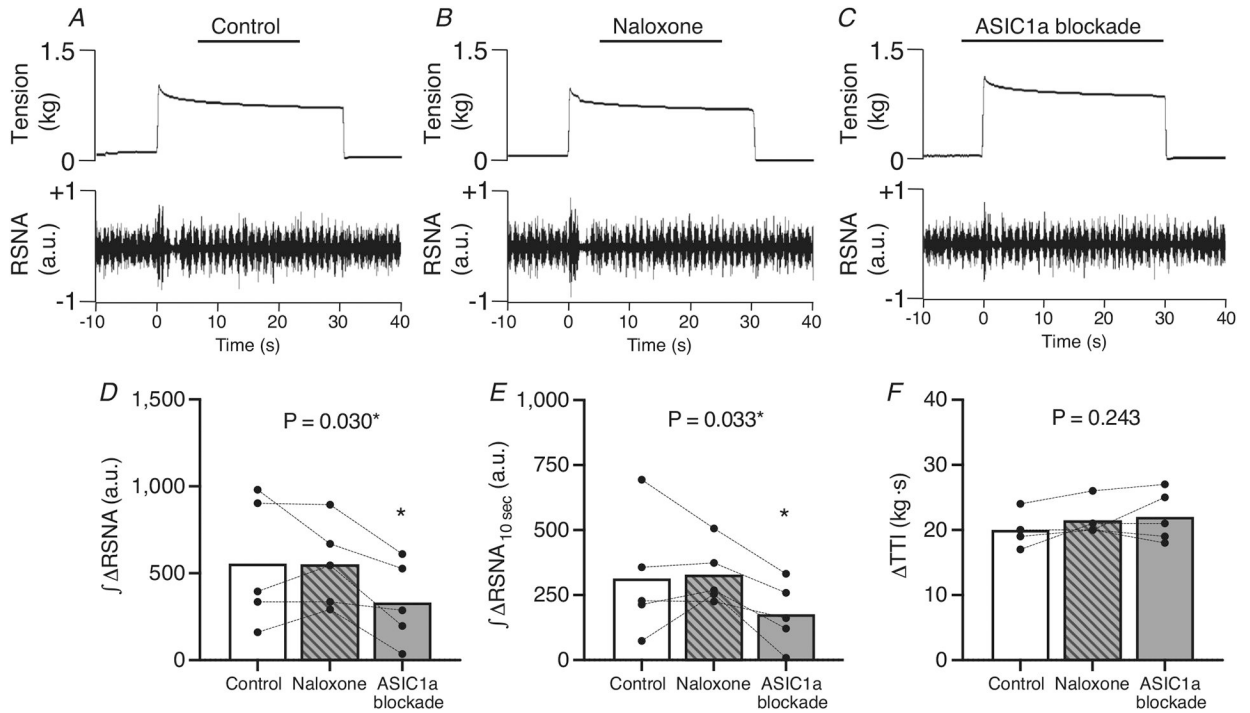 A
Control
1.5
Tension
(kg)
0
+1
RSNA
(a.u.)
-1
-10 0 10 20 30 40
Time (s)
B
Naloxone
1.5
Tension
(kg)
0
+1
RSNA
(a.u.)
-1
-10 0 10 20 30 40
Time (s)
C
ASIC1a blockade
1.5
Tension
(kg)
0
+1
RSNA
(a.u.)
-1
-10 0 10 20 30 40
Time (s)
D
1,500
1,000
500
0
∫ ΔRSNA (a.u.)
P = 0.030*
*
Control Naloxone ASIC1a
blockade
E
1,000
750
500
250
0
∫ ΔRSNA10 sec (a.u.)
P = 0.033*
*
Control Naloxone ASIC1a
blockade
F
40
30
20
10
0
ΔTTI (kg·s)
P = 0.243
Control Naloxone ASIC1a
blockade